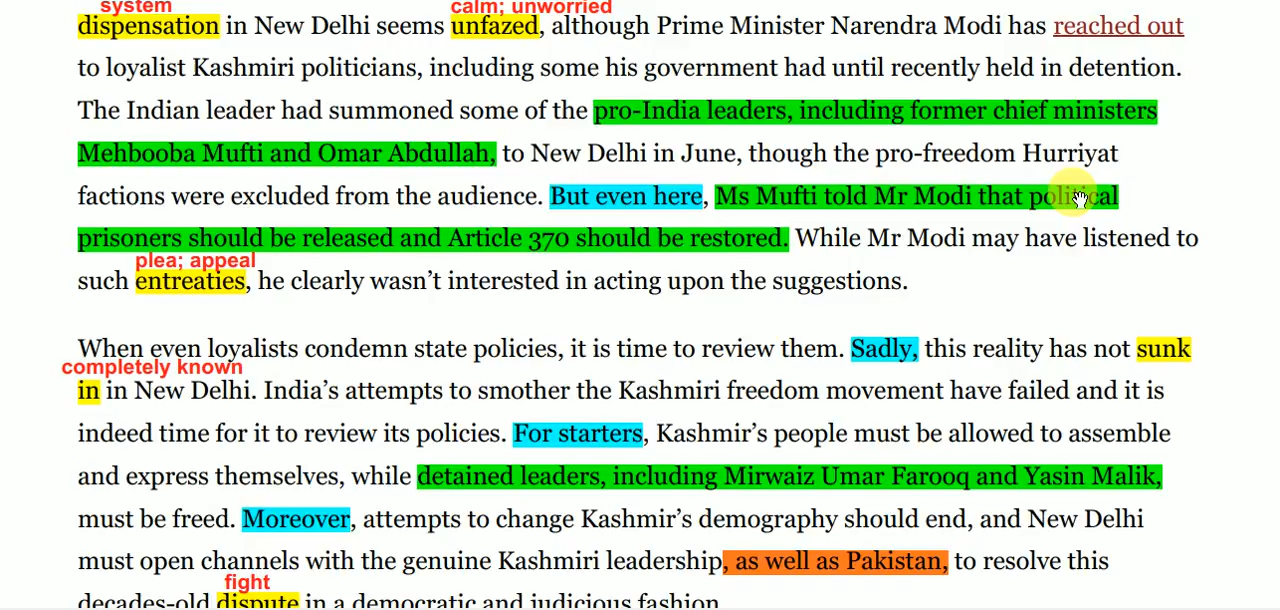 system calm; unworried
dispensation in New Delhi seems unfazed, although Prime Minister Narendra Modi has reached out
to loyalist Kashmiri politicians, including some his government had until recently held in detention.
The Indian leader had summoned some of the pro-India leaders, including former chief ministers
Mehbooba Mufti and Omar Abdullah, to New Delhi in June, though the pro-freedom Hurriyat
factions were excluded from the audience. But even here, Ms Mufti told Mr Modi that political
prisoners should be released and Article 370 should be restored. While Mr Modi may have listened to
plea; appeal
such entreaties, he clearly wasn't interested in acting upon the suggestions.
When even loyalists condemn state policies, it is time to review them. Sadly, this reality has not sunk
completely known
in in New Delhi. India's attempts to smother the Kashmiri freedom movement have failed and it is
indeed time for it to review its policies. For starters, Kashmir's people must be allowed to assemble
and express themselves, while detained leaders, including Mirwaiz Umar Farooq and Yasin Malik,
must be freed. Moreover, attempts to change Kashmir's demography should end, and New Delhi
must open channels with the genuine Kashmiri leadership, as well as Pakistan, to resolve this
fight
decades-old dispute in a democratic and judicious fashion.